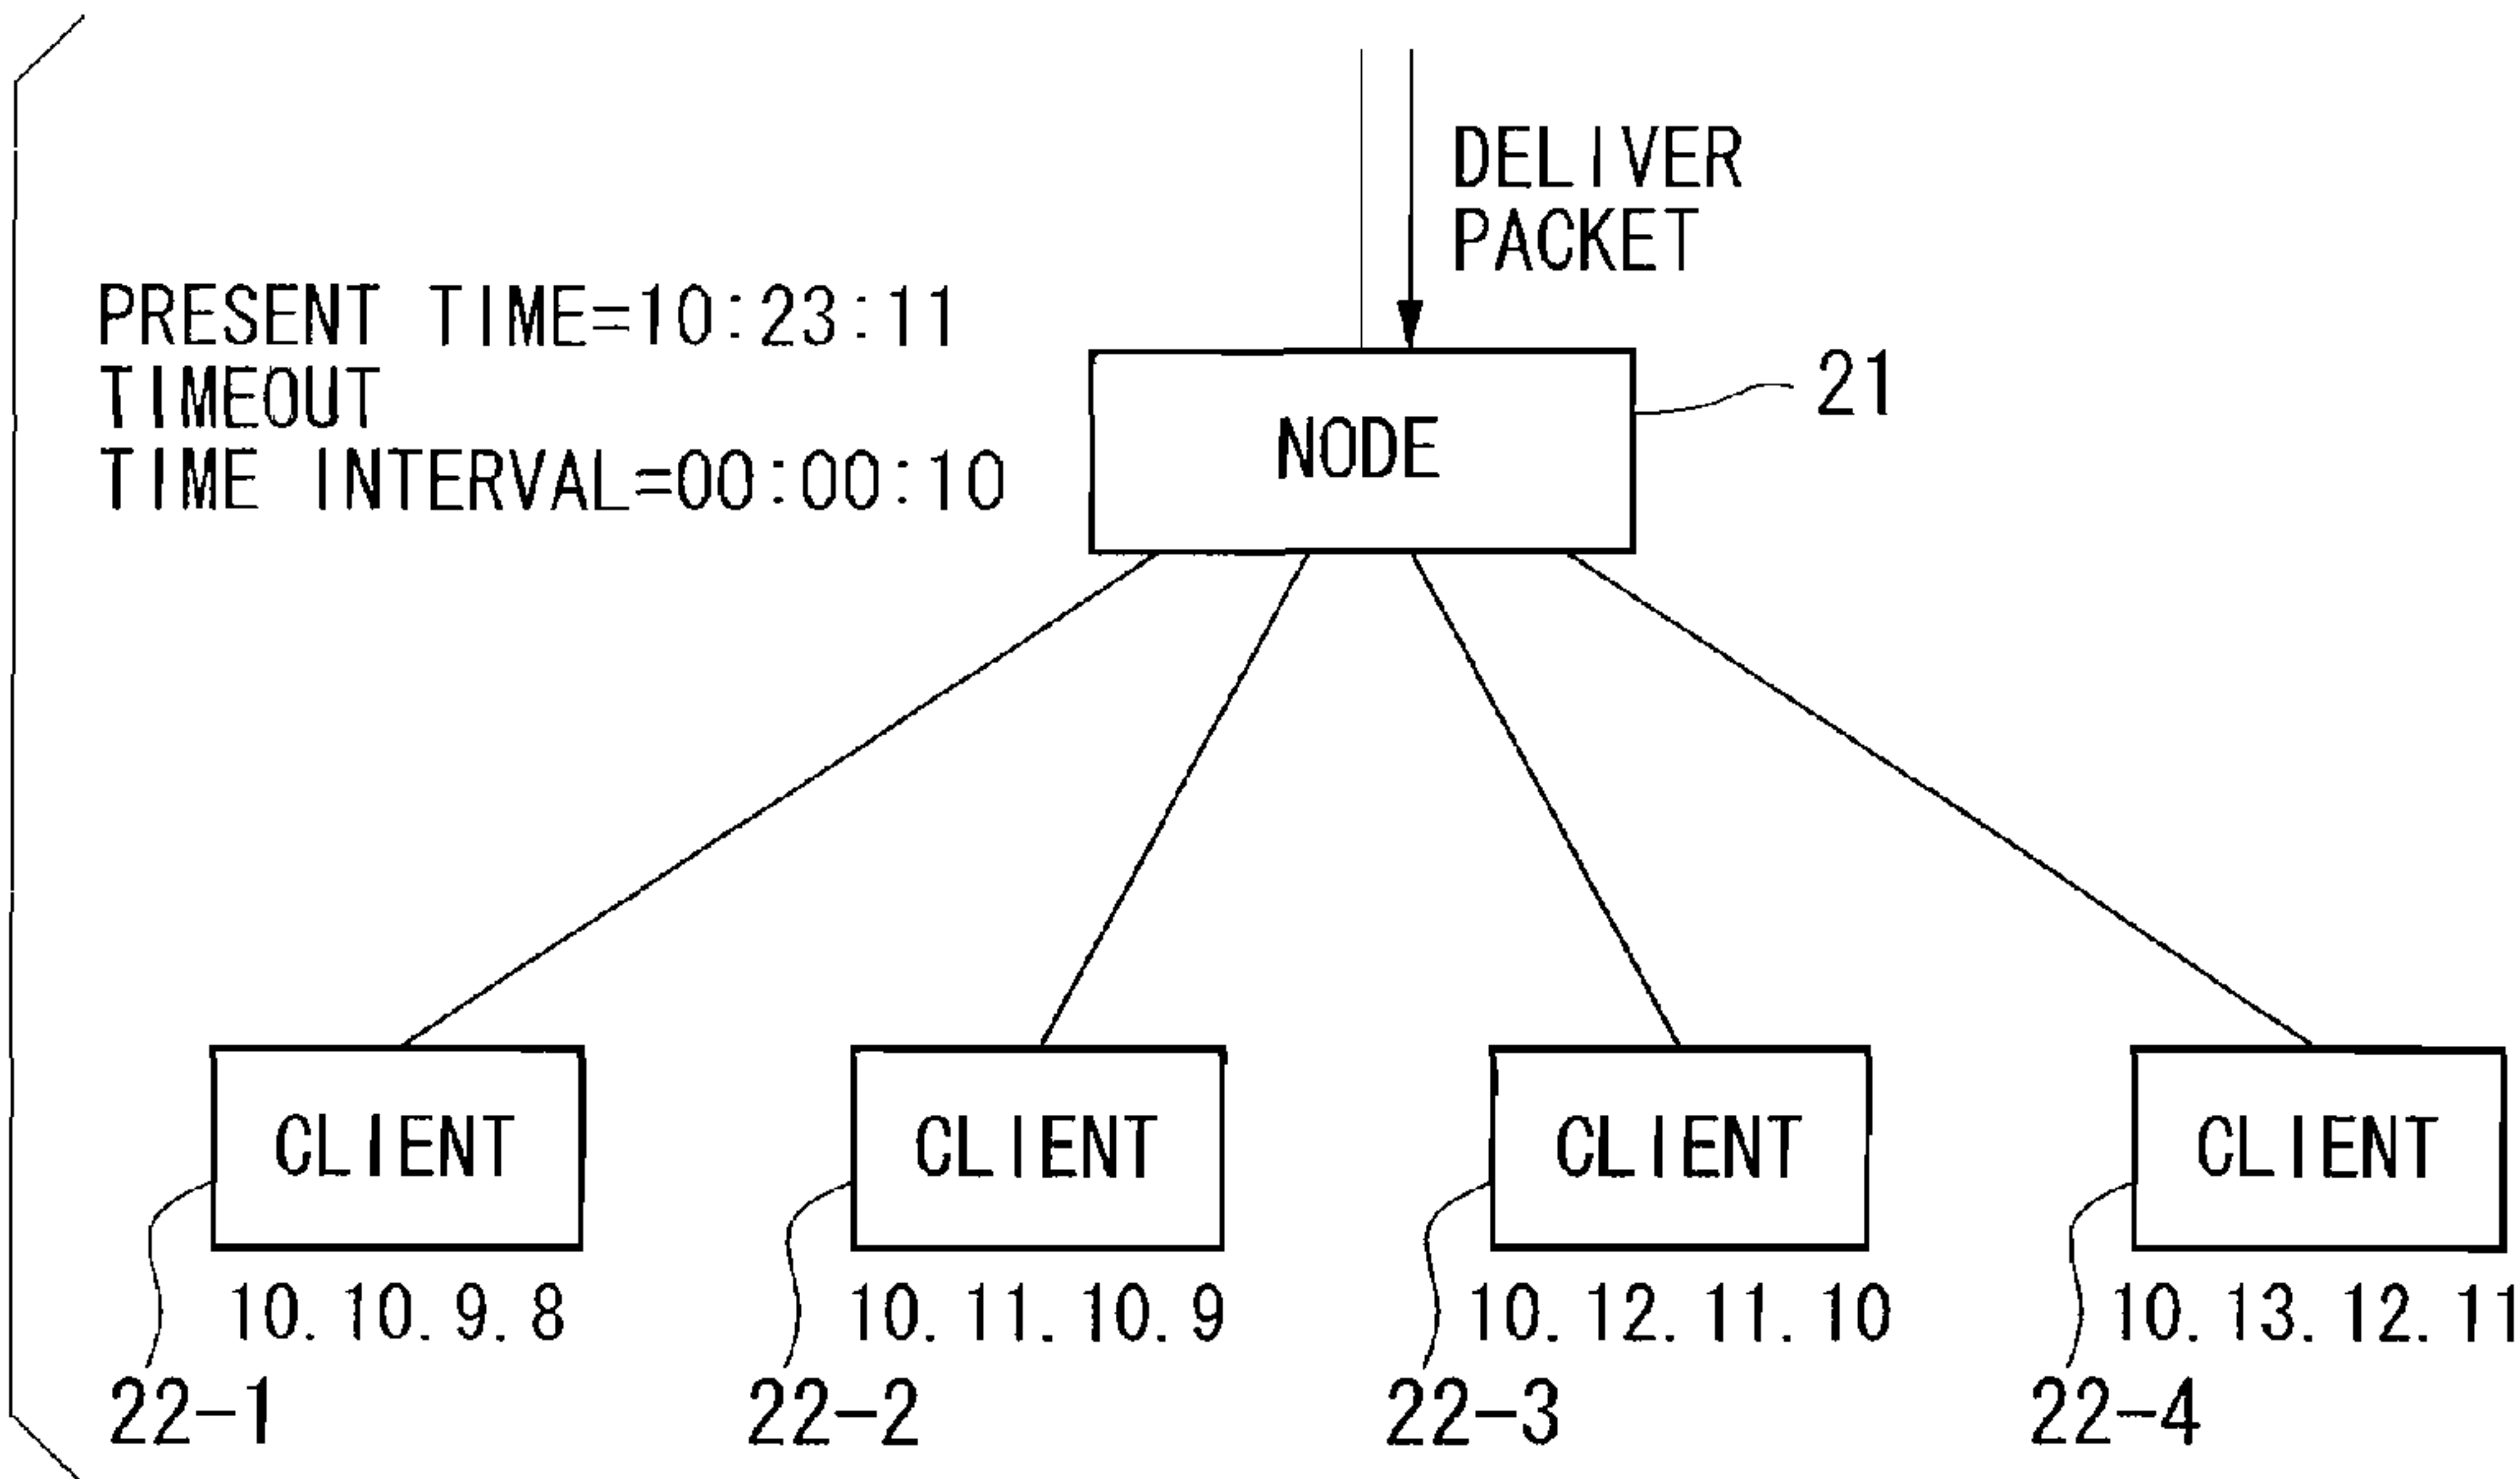 DELIVER
PACKET
PRESENT TIME=10:23:11
TIMEOUT
TIME INTERVAL=00:00:10
21
NODE
CLIENT
CLIENT
CLIENT
CLIENT
10.10.9.8
10.11.10.9
10.12.11.10
10.13.12.11
22-1
22-2
22-3
22-4